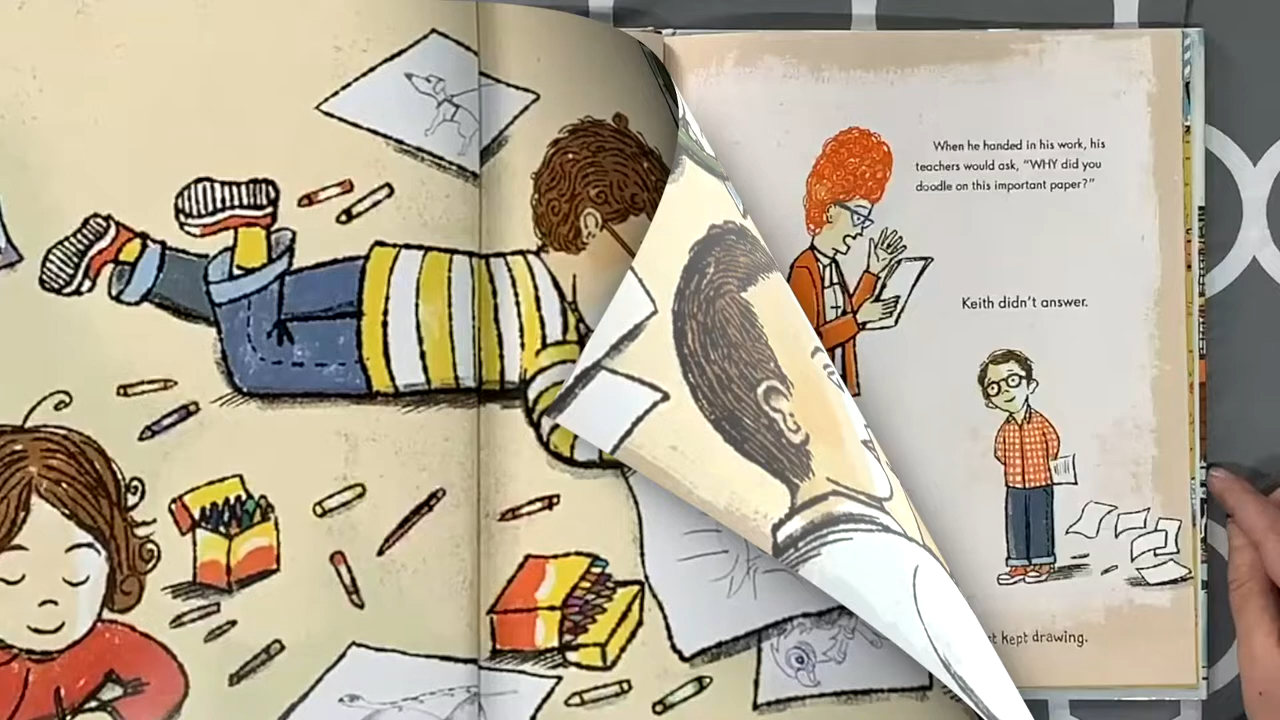 When he handed in his work, his
teachers would ask, “WHY did you
doodle on this important paper?”
Keith didn’t answer.
kept drawing.